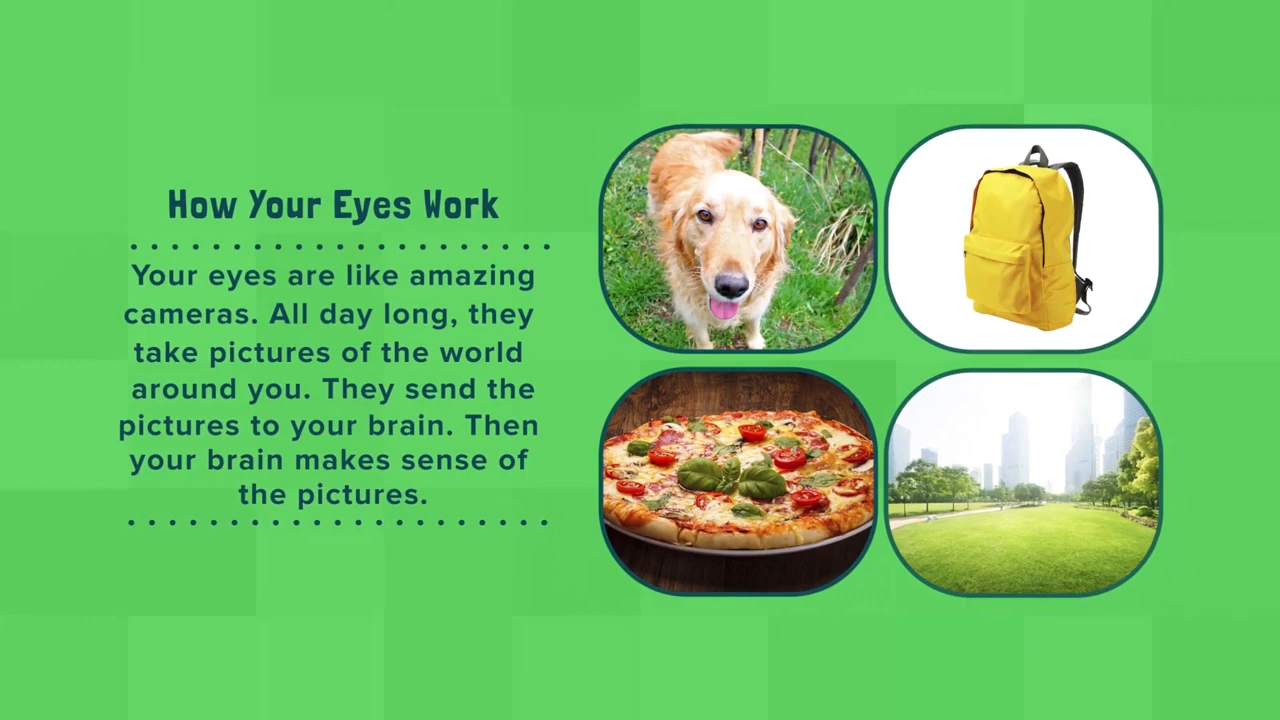 How Your Eyes Work
Your eyes are like amazing
cameras. All day long, they
take pictures of the world
around you. They send the
pictures to your brain. Then
your brain makes sense of
the pictures.